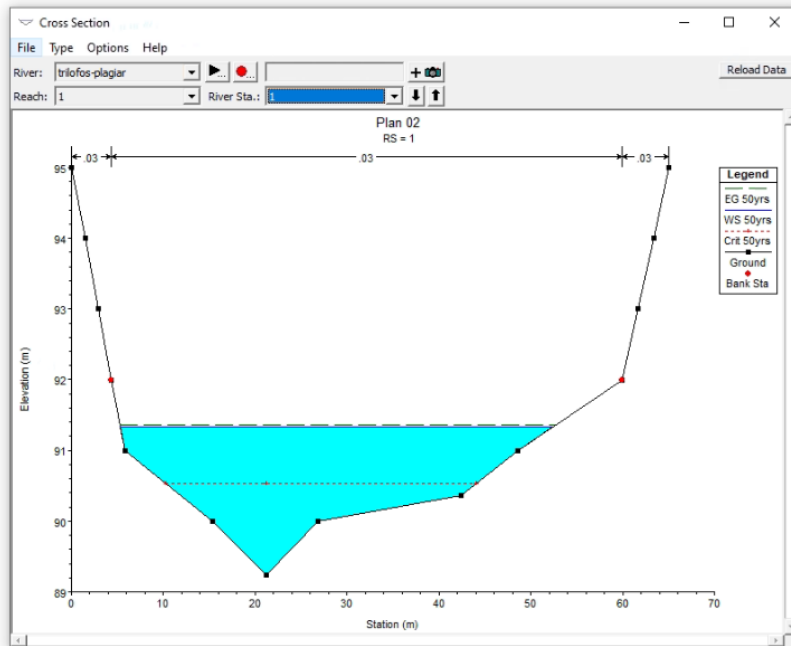 Cross Section
File Type Options Help
River: trilofos-plagiar ... ... + Reload Data
Reach: 1 River Sta.: 1
Plan 02
RS = 1
.03 .03 .03
Legend
EG 50yrs
WS 50yrs
Crit 50yrs
Ground
Bank Sta
95
94
93
92
91
90
89
Elevation (m)
0 10 20 30 40 50 60 70
Station (m)